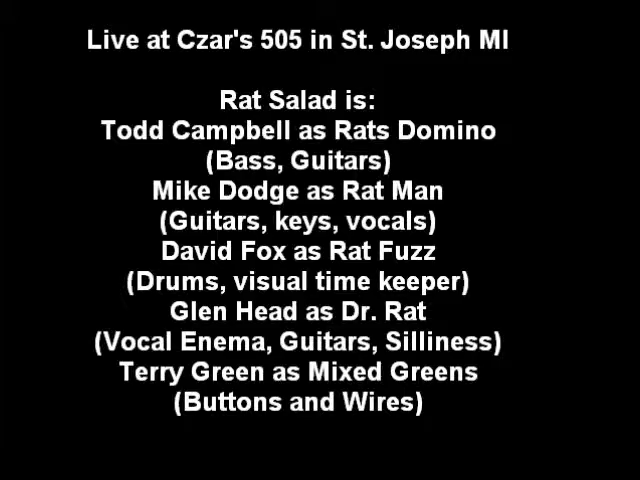 Live at Czar's 505 in St. Joseph MI
Rat Salad is:
Todd Campbell as Rats Domino
(Bass, Guitars)
Mike Dodge as Rat Man
(Guitars, keys, vocals)
David Fox as Rat Fuzz
(Drums, visual time keeper)
Glen Head as Dr. Rat
(Vocal Enema, Guitars, Silliness)
Terry Green as Mixed Greens
(Buttons and Wires)